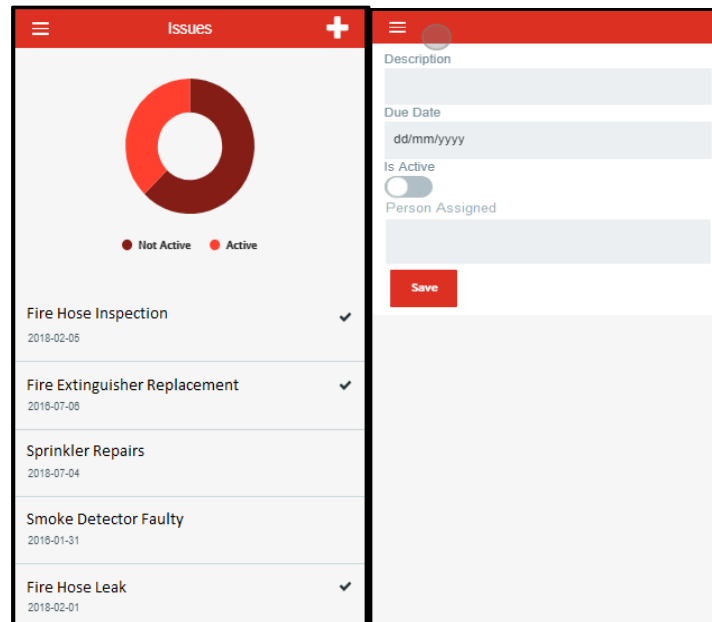 Issues
Not Active
Active
Fire Hose Inspection
2018-02-05
Fire Extinguisher Replacement
2016-07-06
Sprinkler Repairs
2018-07-04
Smoke Detector Faulty
2016-01-31
Fire Hose Leak
2018-02-01
Description
Due Date
dd/mm/yyyy
Is Active
Person Assigned
Save